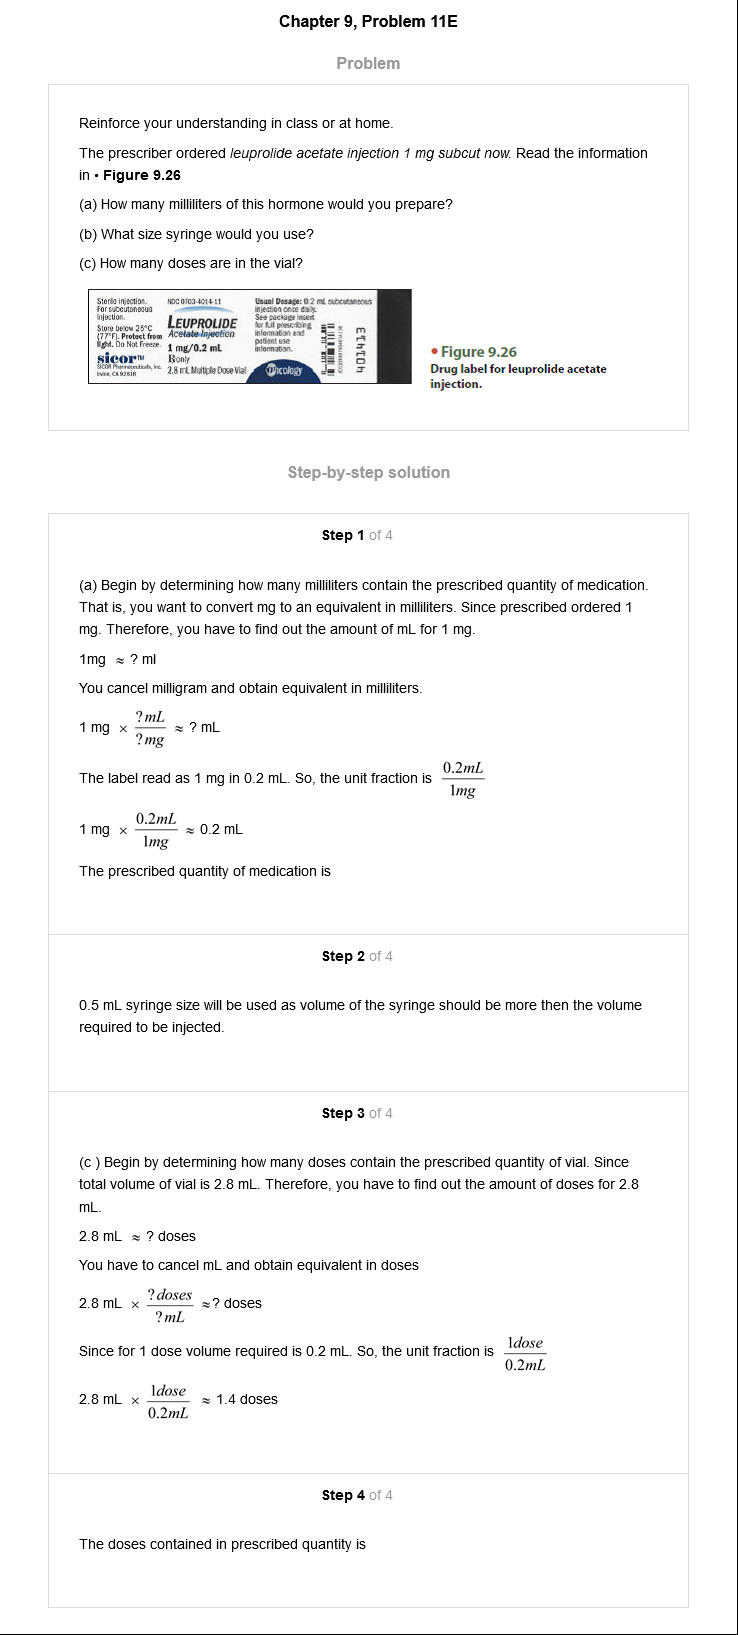 Chapter 9, Problem 11E
Problem
Reinforce your understanding in class or at home.
The prescriber ordered leuprolide acetate injection 1 mg subcut now. Read the information
in • Figure 9.26
(a) How many milliliters of this hormone would you prepare?
(b) What size syringe would you use?
(c) How many doses are in the vial?
Sterile injection.
For subcutaneous
injection.
Store below 25°C
(77°F). Protect from
light. Do Not Freeze.
sicor™
SICOR Pharmaceuticals, Inc.
Irvine, CA 92618
NDC 0703-4014-11
LEUPROLIDE
Acetate Injection
1 mg/0.2 mL
℞only
2.8 mL Multiple Dose Vial
Usual Dosage: 0.2 mL subcutaneous
injection once daily.
See package insert
for full prescribing
information and
patient use
information.
Oncology
• Figure 9.26
Drug label for leuprolide acetate
injection.
Step-by-step solution
Step 1 of 4
(a) Begin by determining how many milliliters contain the prescribed quantity of medication.
That is, you want to convert mg to an equivalent in milliliters. Since prescribed ordered 1
mg. Therefore, you have to find out the amount of mL for 1 mg.
1mg ≈ ? ml
You cancel milligram and obtain equivalent in milliliters.
1 mg × ?mL/?mg ≈ ? mL
The label read as 1 mg in 0.2 mL. So, the unit fraction is 0.2mL/1mg
1 mg × 0.2mL/1mg ≈ 0.2 mL
The prescribed quantity of medication is
Step 2 of 4
0.5 mL syringe size will be used as volume of the syringe should be more then the volume
required to be injected.
Step 3 of 4
(c ) Begin by determining how many doses contain the prescribed quantity of vial. Since
total volume of vial is 2.8 mL. Therefore, you have to find out the amount of doses for 2.8
mL.
2.8 mL ≈ ? doses
You have to cancel mL and obtain equivalent in doses
2.8 mL × ?doses/?mL ≈? doses
Since for 1 dose volume required is 0.2 mL. So, the unit fraction is 1dose/0.2mL
2.8 mL × 1dose/0.2mL ≈ 1.4 doses
Step 4 of 4
The doses contained in prescribed quantity is